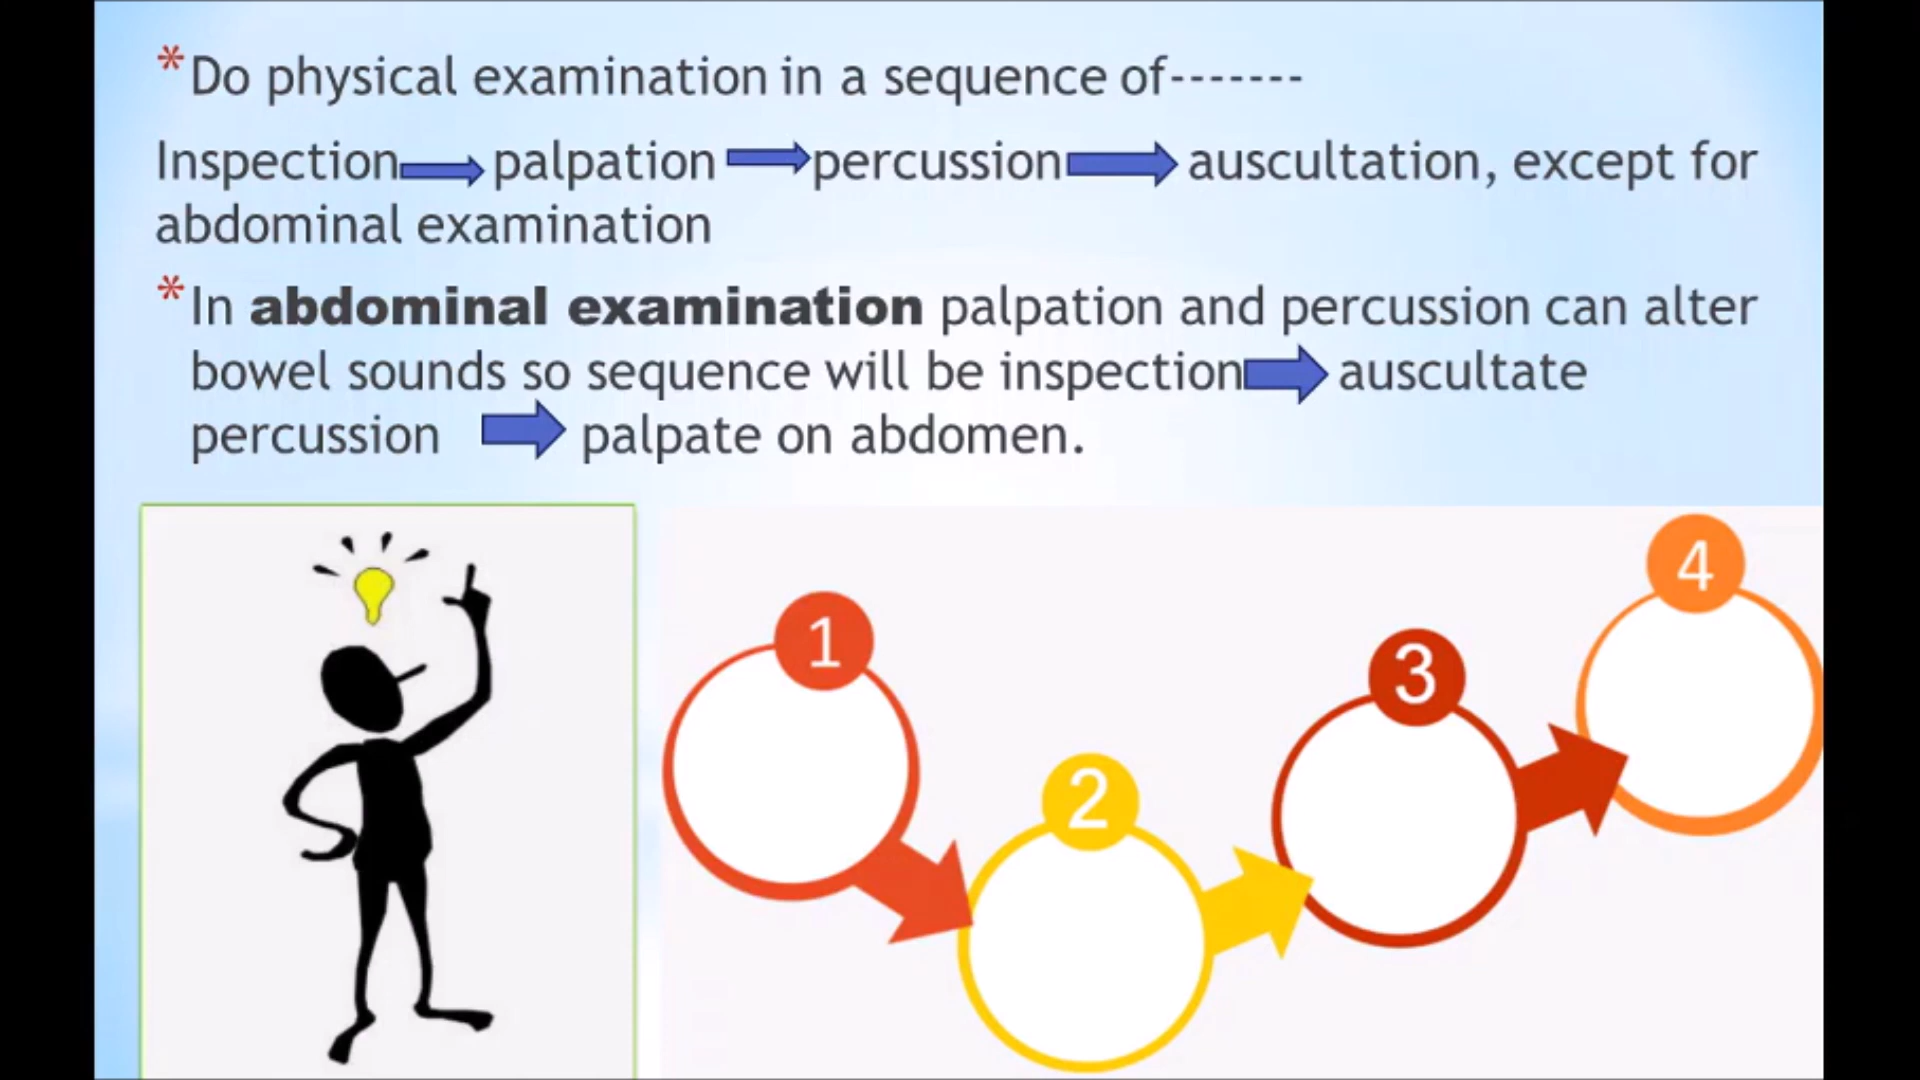 *Do physical examination in a sequence of-------
Inspection palpation percussion auscultation, except for
abdominal examination
*In abdominal examination palpation and percussion can alter
bowel sounds so sequence will be inspection auscultate
percussion palpate on abdomen.
1
2
3
4